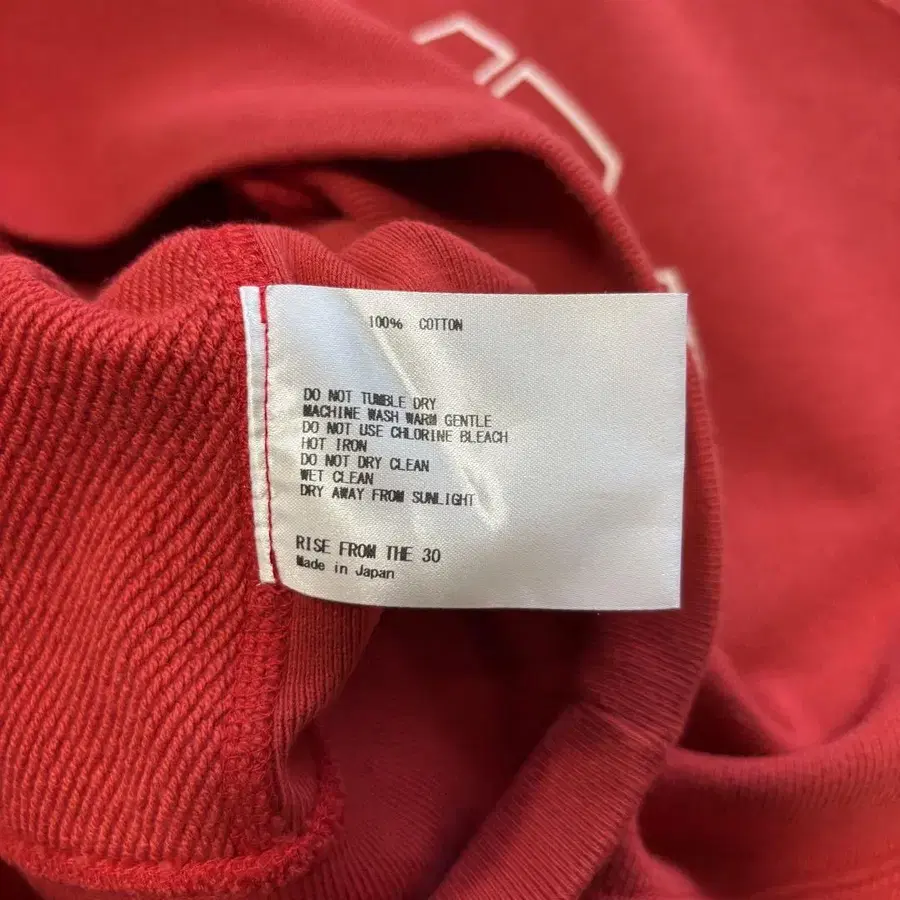 100% COTTON
DO NOT TUMBLE DRY
MACHINE WASH WARM GENTLE
DO NOT USE CHLORINE BLEACH
HOT IRON
DO NOT DRY CLEAN
WET CLEAN
DRY AWAY FROM SUNLIGHT
RISE FROM THE 30
Made in Japan